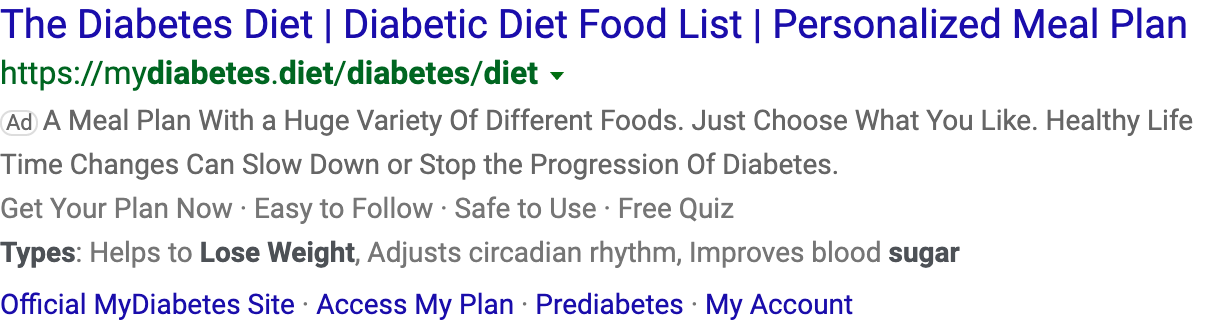 The Diabetes Diet | Diabetic Diet Food List | Personalized Meal Plan
https://mydiabetes.diet/diabetes/diet
Ad A Meal Plan With a Huge Variety Of Different Foods. Just Choose What You Like. Healthy Life
Time Changes Can Slow Down or Stop the Progression Of Diabetes.
Get Your Plan Now · Easy to Follow · Safe to Use · Free Quiz
Types: Helps to Lose Weight, Adjusts circadian rhythm, Improves blood sugar
Official MyDiabetes Site · Access My Plan · Prediabetes · My Account